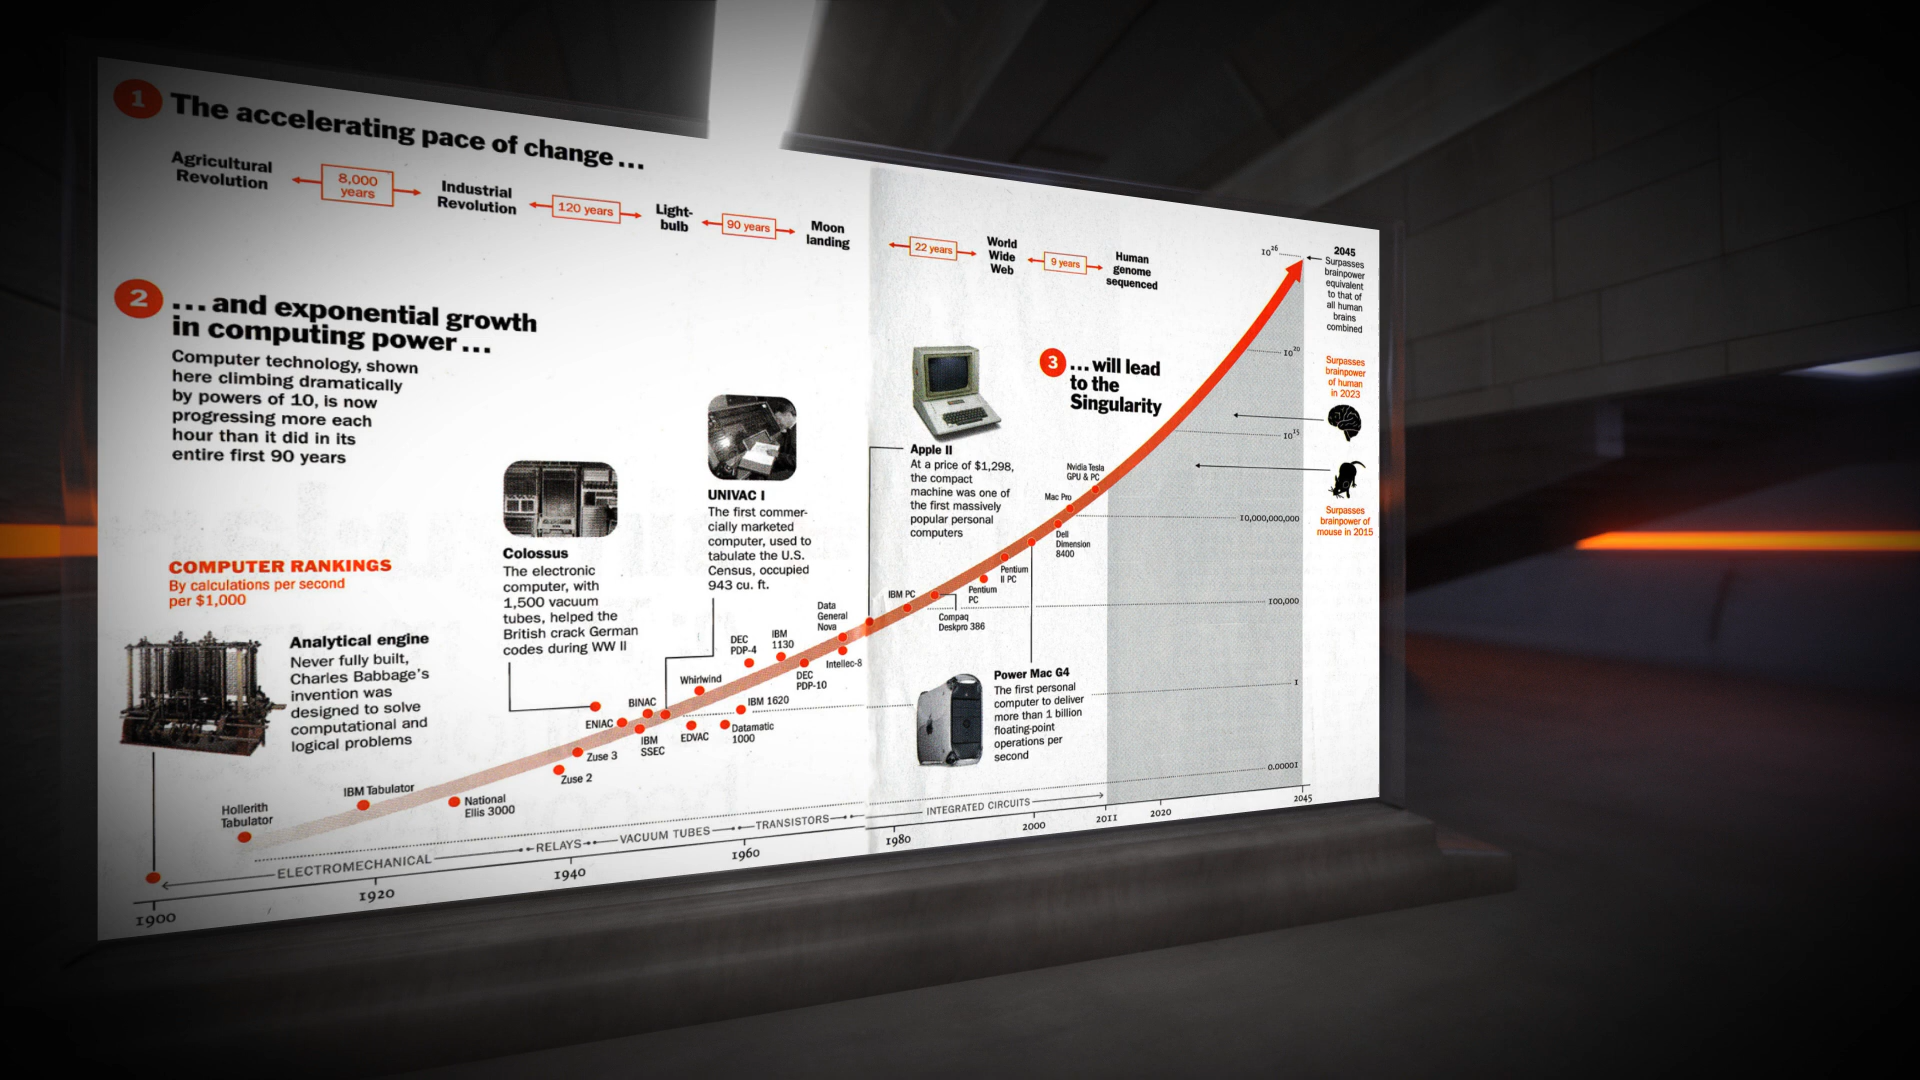 1 The accelerating pace of change...
Agricultural
Revolution
8,000
years
Industrial
Revolution
120 years
Light-
bulb
90 years
Moon
landing
22 years
World
Wide
Web
9 years
Human
genome
sequenced
2 ...and exponential growth
in computing power...
Computer technology, shown
here climbing dramatically
by powers of 10, is now
progressing more each
hour than it did in its
entire first 90 years
COMPUTER RANKINGS
By calculations per second
per $1,000
Analytical engine
Never fully built,
Charles Babbage's
invention was
designed to solve
computational and
logical problems
Colossus
The electronic
computer, with
1,500 vacuum
tubes, helped the
British crack German
codes during WW II
UNIVAC I
The first commer-
cially marketed
computer, used to
tabulate the U.S.
Census, occupied
943 cu. ft.
Apple II
At a price of $1,298,
the compact
machine was one of
the first massively
popular personal
computers
3 ...will lead
to the
Singularity
Power Mac G4
The first personal
computer to deliver
more than 1 billion
floating-point
operations per
second
Hollerith
Tabulator
IBM Tabulator
National
Ellis 3000
Zuse 2
Zuse 3
ENIAC
BINAC
IBM
SSEC
Whirlwind
EDVAC
Datamatic
1000
IBM 1620
DEC
PDP-4
IBM
1130
DEC
PDP-10
Data
General
Nova
Intellec-8
IBM PC
Compaq
Deskpro 386
Pentium
PC
Pentium
II PC
Dell
Dimension
8400
Mac Pro
Nvidia Tesla
GPU & PC
10^26
10^20
10^15
10,000,000,000
100,000
1
0.00001
2045
Surpasses
brainpower
equivalent
to that of
all human
brains
combined
Surpasses
brainpower
of human
in 2023
Surpasses
brainpower of
mouse in 2015
ELECTROMECHANICAL
RELAYS
VACUUM TUBES
TRANSISTORS
INTEGRATED CIRCUITS
1900
1920
1940
1960
1980
2000
2011
2020
2045